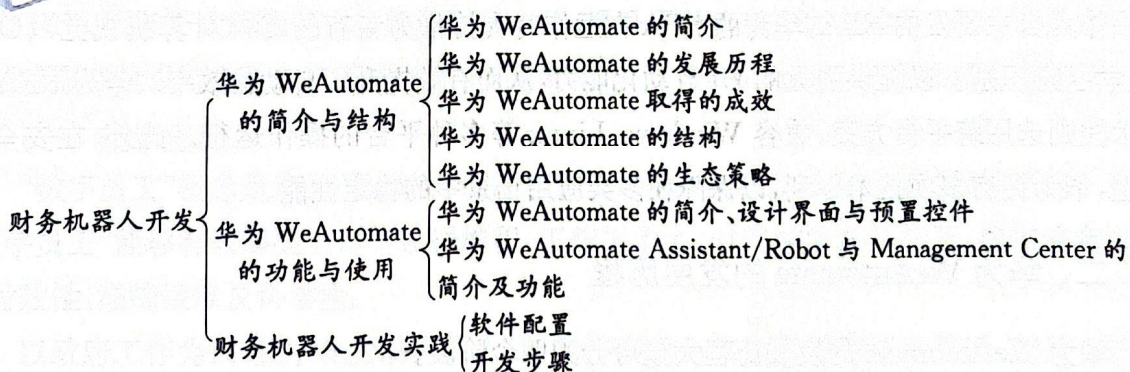 财务机器人开发
华为 WeAutomate
的简介与结构
华为 WeAutomate 的简介
华为 WeAutomate 的发展历程
华为 WeAutomate 取得的成效
华为 WeAutomate 的结构
华为 WeAutomate 的生态策略
华为 WeAutomate
的功能与使用
华为 WeAutomate 的简介、设计界面与预置控件
华为 WeAutomate Assistant/Robot 与 Management Center 的
简介及功能
财务机器人开发实践
软件配置
开发步骤